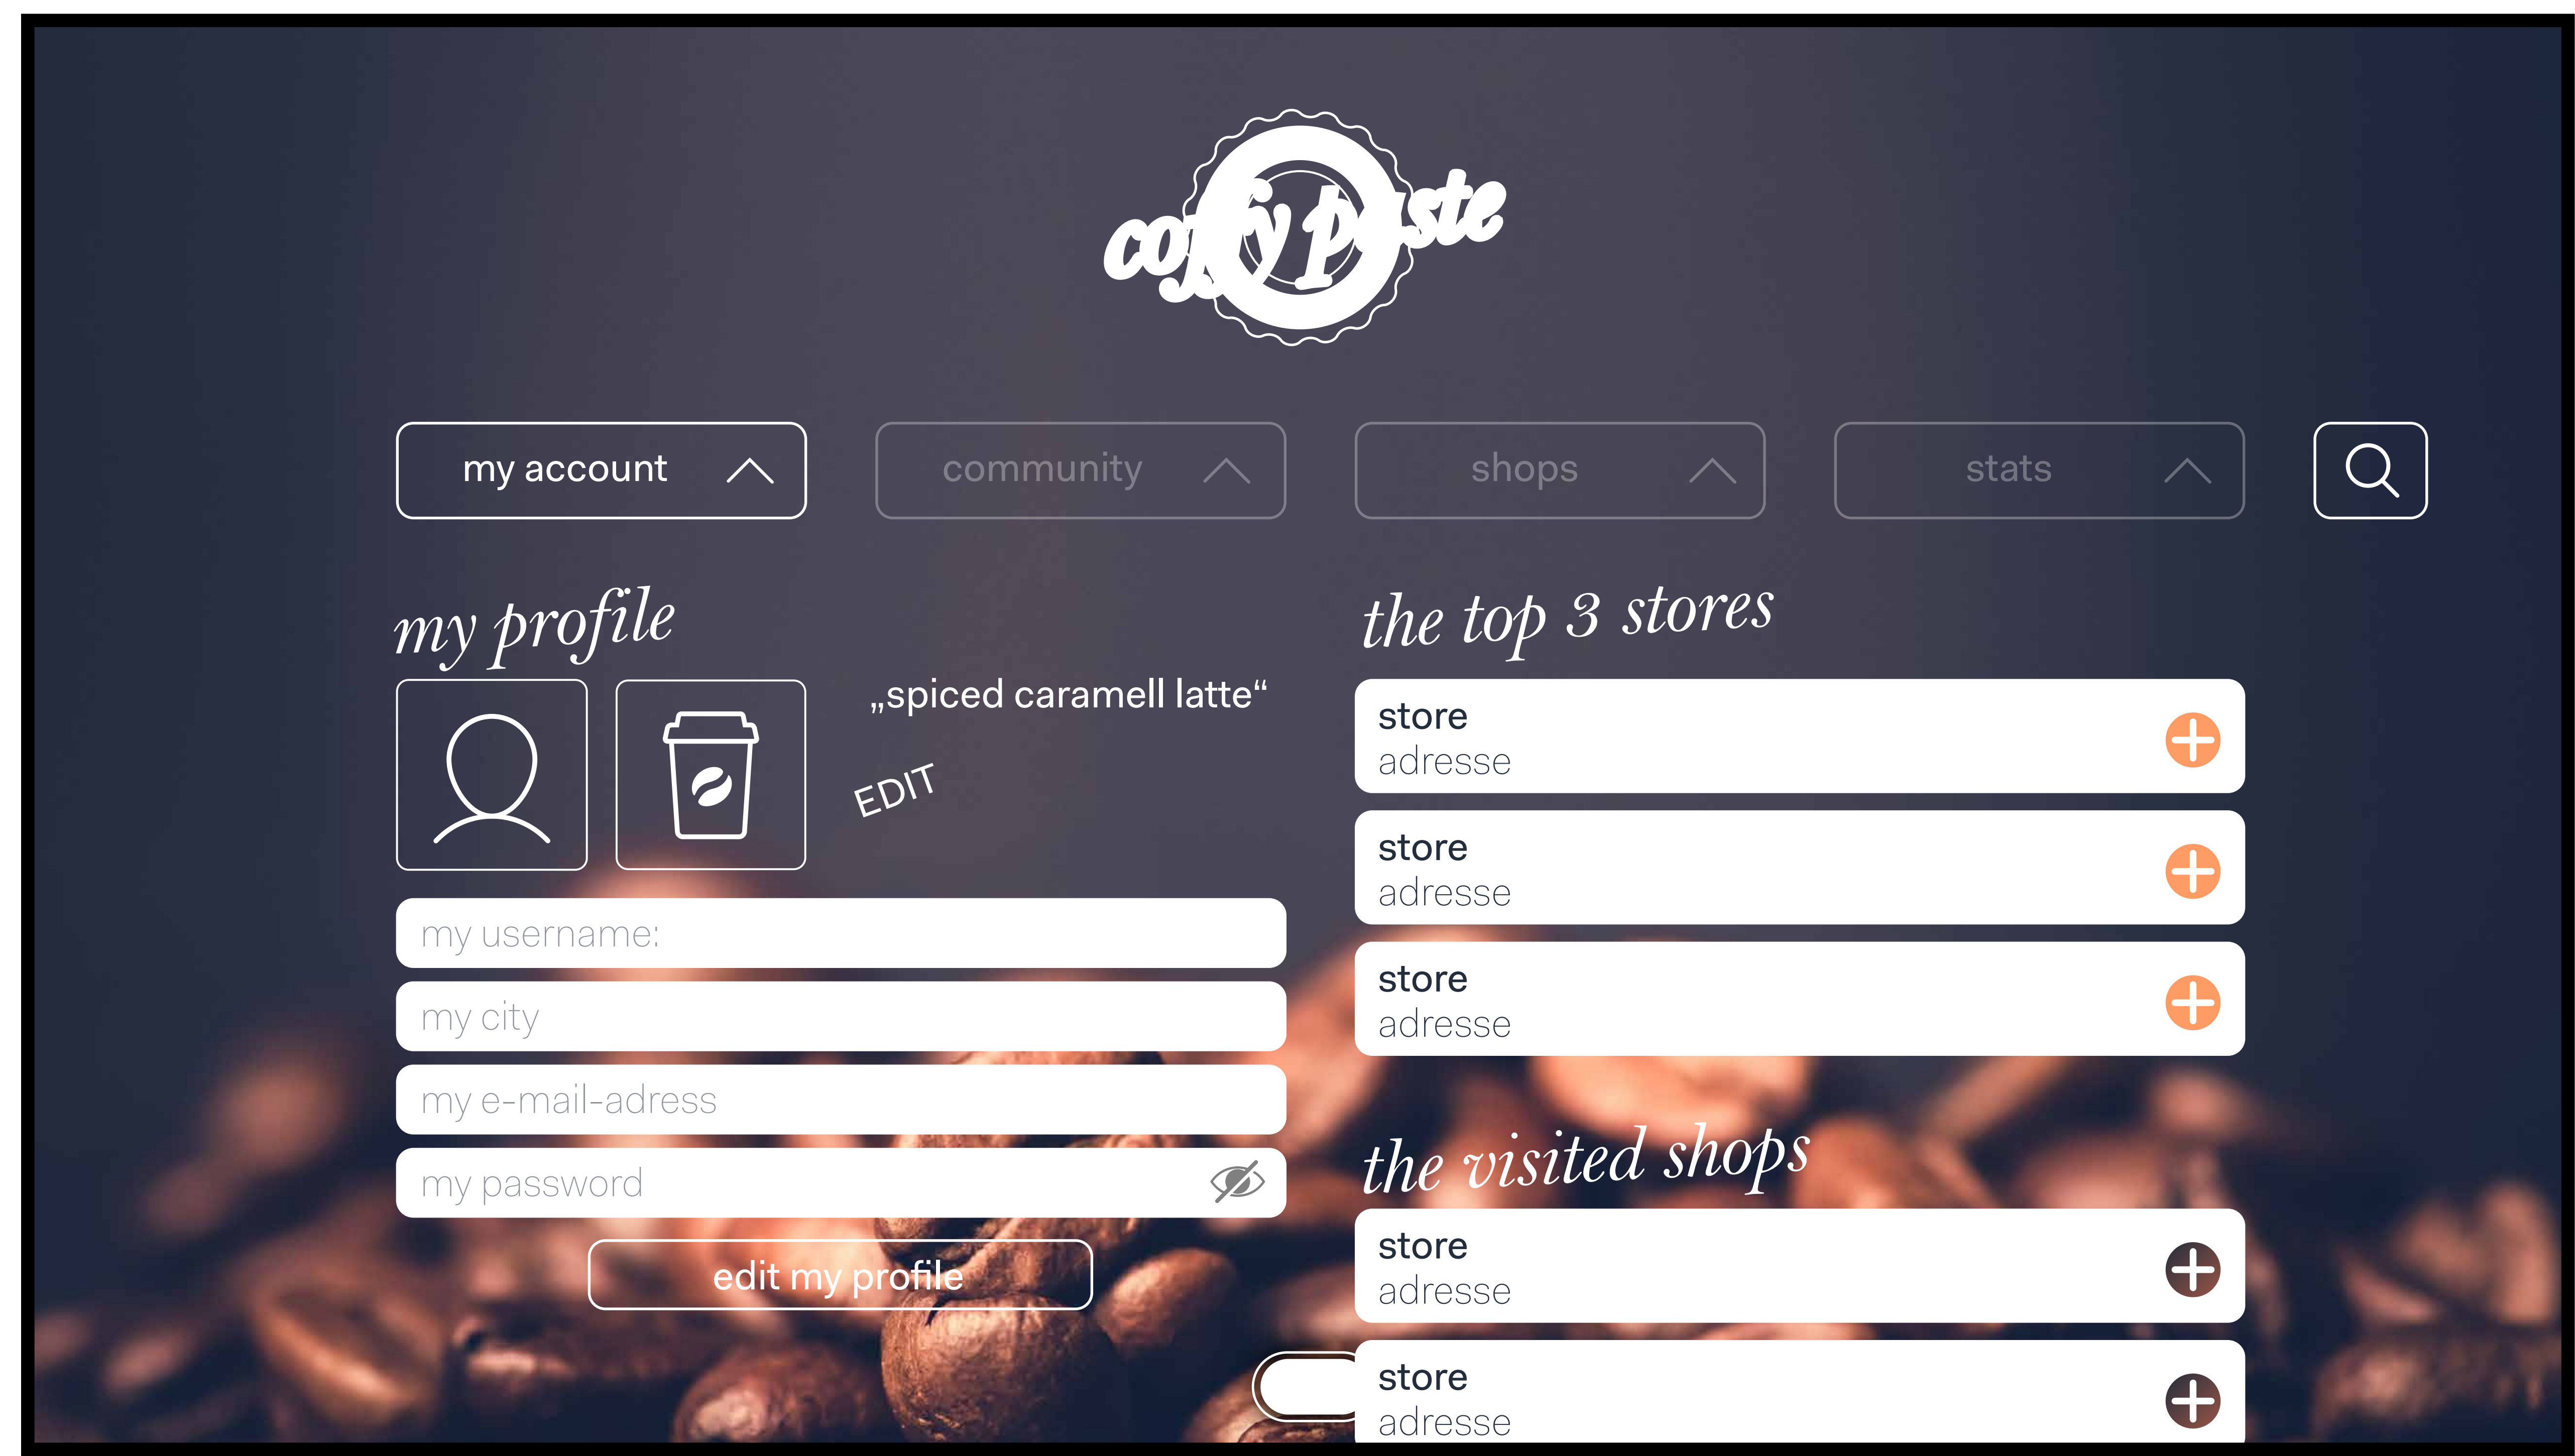 coffy paste
my account
community
shops
stats
my profile
„spiced caramell latte“
EDIT
my username:
my city
my e-mail-adress
my password
edit my profile
the top 3 stores
store
adresse
store
adresse
store
adresse
the visited shops
store
adresse
store
adresse